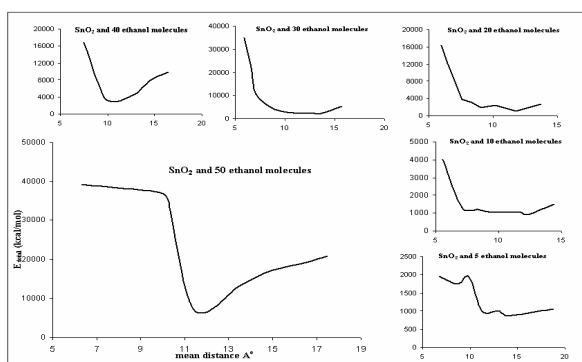 SnO₂ and 40 ethanol molecules
20000
16000
12000
8000
4000
0
5 10 15 20
SnO₂ and 30 ethanol molecules
40000
30000
20000
10000
0
5 10 15 20
SnO₂ and 20 ethanol molecules
20000
16000
12000
8000
4000
0
5 10 15
SnO₂ and 50 ethanol molecules
50000
40000
30000
20000
10000
0
5 7 9 11 13 15 17 19
E total (kcal/mol)
mean distance A°
SnO₂ and 10 ethanol molecules
5000
4000
3000
2000
1000
0
5 10 15
SnO₂ and 5 ethanol molecules
2500
2000
1500
1000
500
0
5 10 15 20